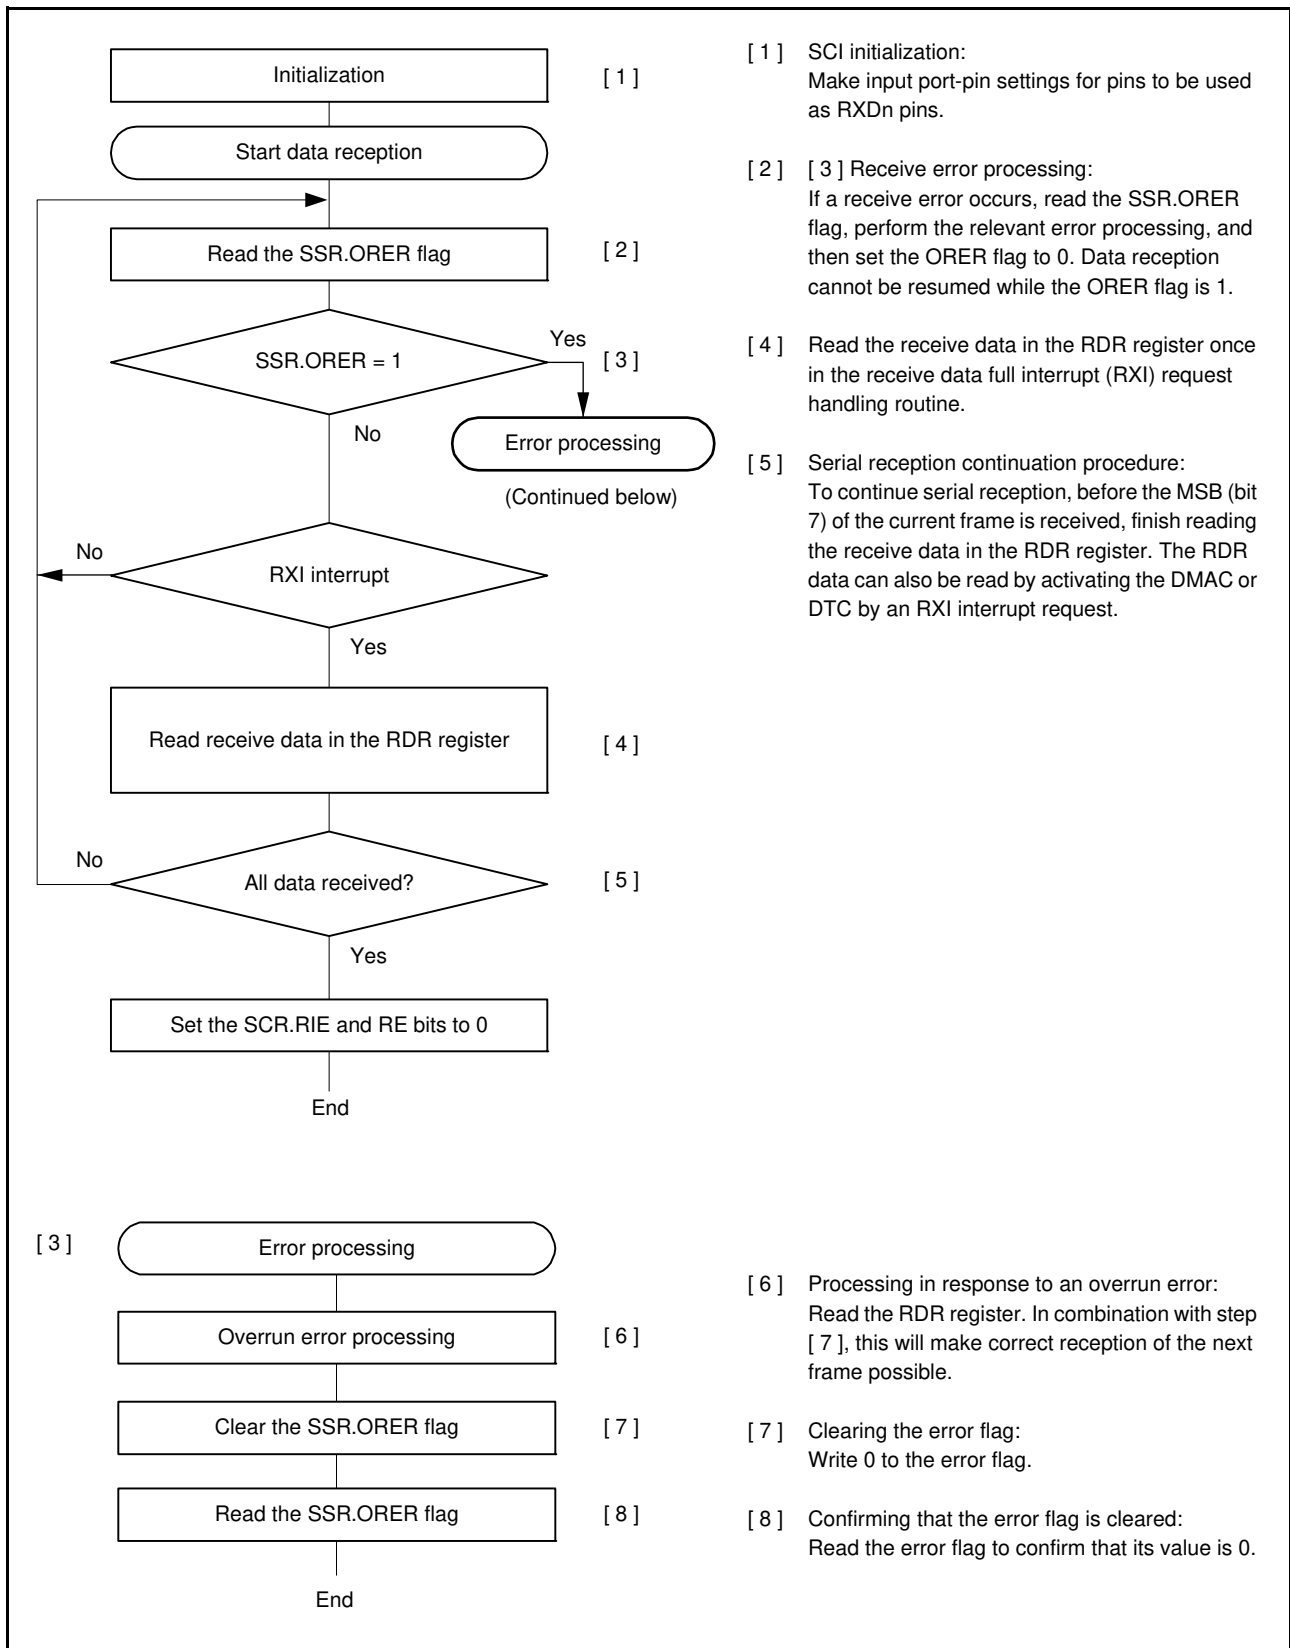 Initialization
[ 1 ]
Start data reception
Read the SSR.ORER flag
[ 2 ]
SSR.ORER = 1
Yes
[ 3 ]
No
Error processing
(Continued below)
No
RXI interrupt
Yes
Read receive data in the RDR register
[ 4 ]
No
All data received?
[ 5 ]
Yes
Set the SCR.RIE and RE bits to 0
End
[ 1 ] SCI initialization:
Make input port-pin settings for pins to be used
as RXDn pins.
[ 2 ] [ 3 ] Receive error processing:
If a receive error occurs, read the SSR.ORER
flag, perform the relevant error processing, and
then set the ORER flag to 0. Data reception
cannot be resumed while the ORER flag is 1.
[ 4 ] Read the receive data in the RDR register once
in the receive data full interrupt (RXI) request
handling routine.
[ 5 ] Serial reception continuation procedure:
To continue serial reception, before the MSB (bit
7) of the current frame is received, finish reading
the receive data in the RDR register. The RDR
data can also be read by activating the DMAC or
DTC by an RXI interrupt request.
[ 3 ]
Error processing
Overrun error processing
[ 6 ]
Clear the SSR.ORER flag
[ 7 ]
Read the SSR.ORER flag
[ 8 ]
End
[ 6 ] Processing in response to an overrun error:
Read the RDR register. In combination with step
[ 7 ], this will make correct reception of the next
frame possible.
[ 7 ] Clearing the error flag:
Write 0 to the error flag.
[ 8 ] Confirming that the error flag is cleared:
Read the error flag to confirm that its value is 0.